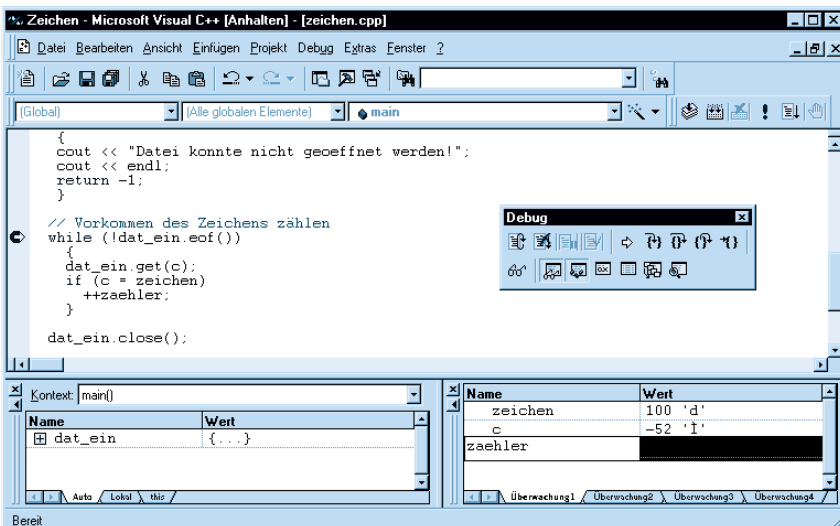 Zeichen - Microsoft Visual C++ [Anhalten] - [zeichen.cpp]
Datei Bearbeiten Ansicht Einfügen Projekt Debug Extras Fenster ?
(Global) (Alle globalen Elemente) main
{
cout << "Datei konnte nicht geoeffnet werden!";
cout << endl;
return -1;
}
// Vorkommen des Zeichens zählen
while (!dat_ein.eof())
{
dat_ein.get(c);
if (c = zeichen)
++zaehler;
}
dat_ein.close();
Debug
Kontext: main()
Name Wert
dat_ein {...}
Auto Lokal this
Name Wert
zeichen 100 'd'
c -52 'Ì'
zaehler
Überwachung1 Überwachung2 Überwachung3 Überwachung4
Bereit